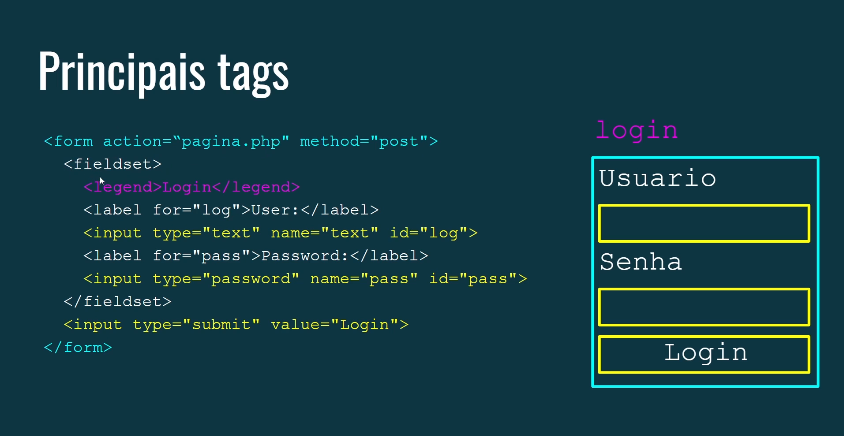 Principais tags
<form action=“pagina.php" method="post">
<fieldset>
<legend>Login</legend>
<label for="log">User:</label>
<input type="text" name="text" id="log">
<label for="pass">Password:</label>
<input type="password" name="pass" id="pass">
</fieldset>
<input type="submit" value="Login">
</form>
login
Usuario
Senha
Login